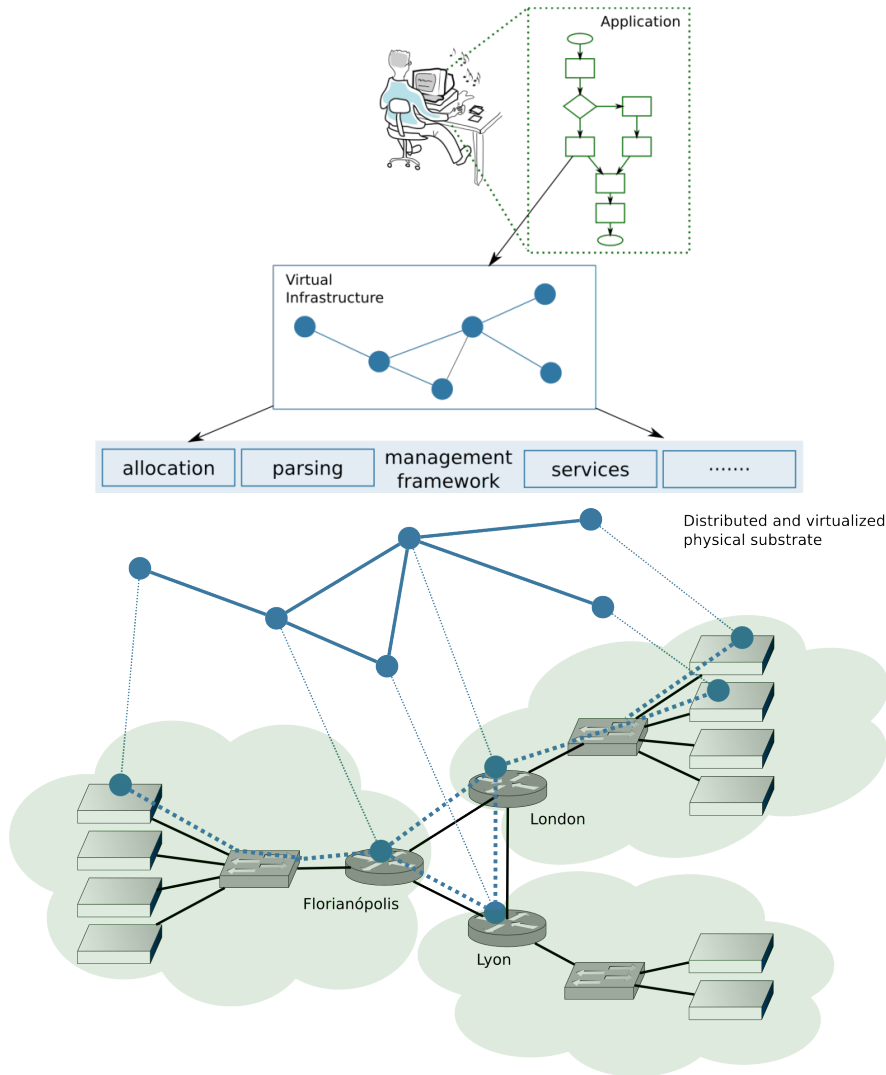 Application
Virtual
Infrastructure
allocation
parsing
management
framework
services
.......
Distributed and virtualized
physical substrate
London
Florianópolis
Lyon